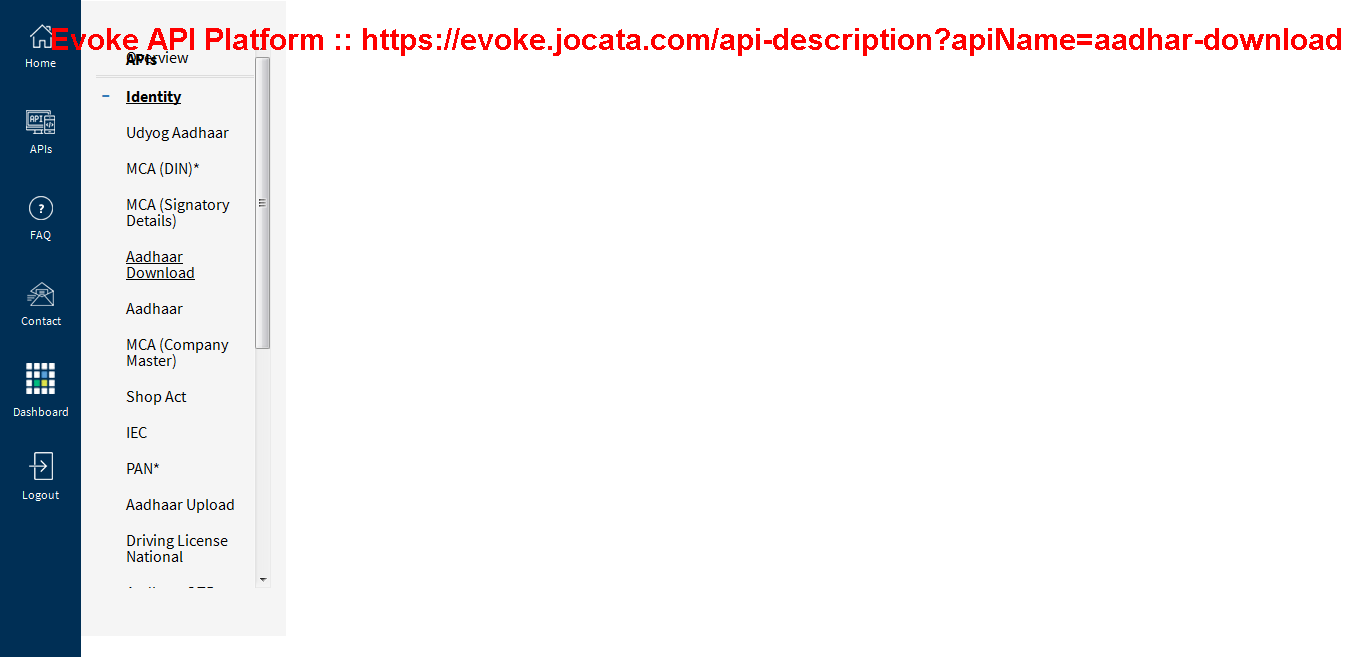 Evoke API Platform :: https://evoke.jocata.com/api-description?apiName=aadhar-download
Home
APIs
FAQ
Contact
Dashboard
Logout
Overview
APIs
Identity
Udyog Aadhaar
MCA (DIN)*
MCA (Signatory
Details)
Aadhaar
Download
Aadhaar
MCA (Company
Master)
Shop Act
IEC
PAN*
Aadhaar Upload
Driving License
National